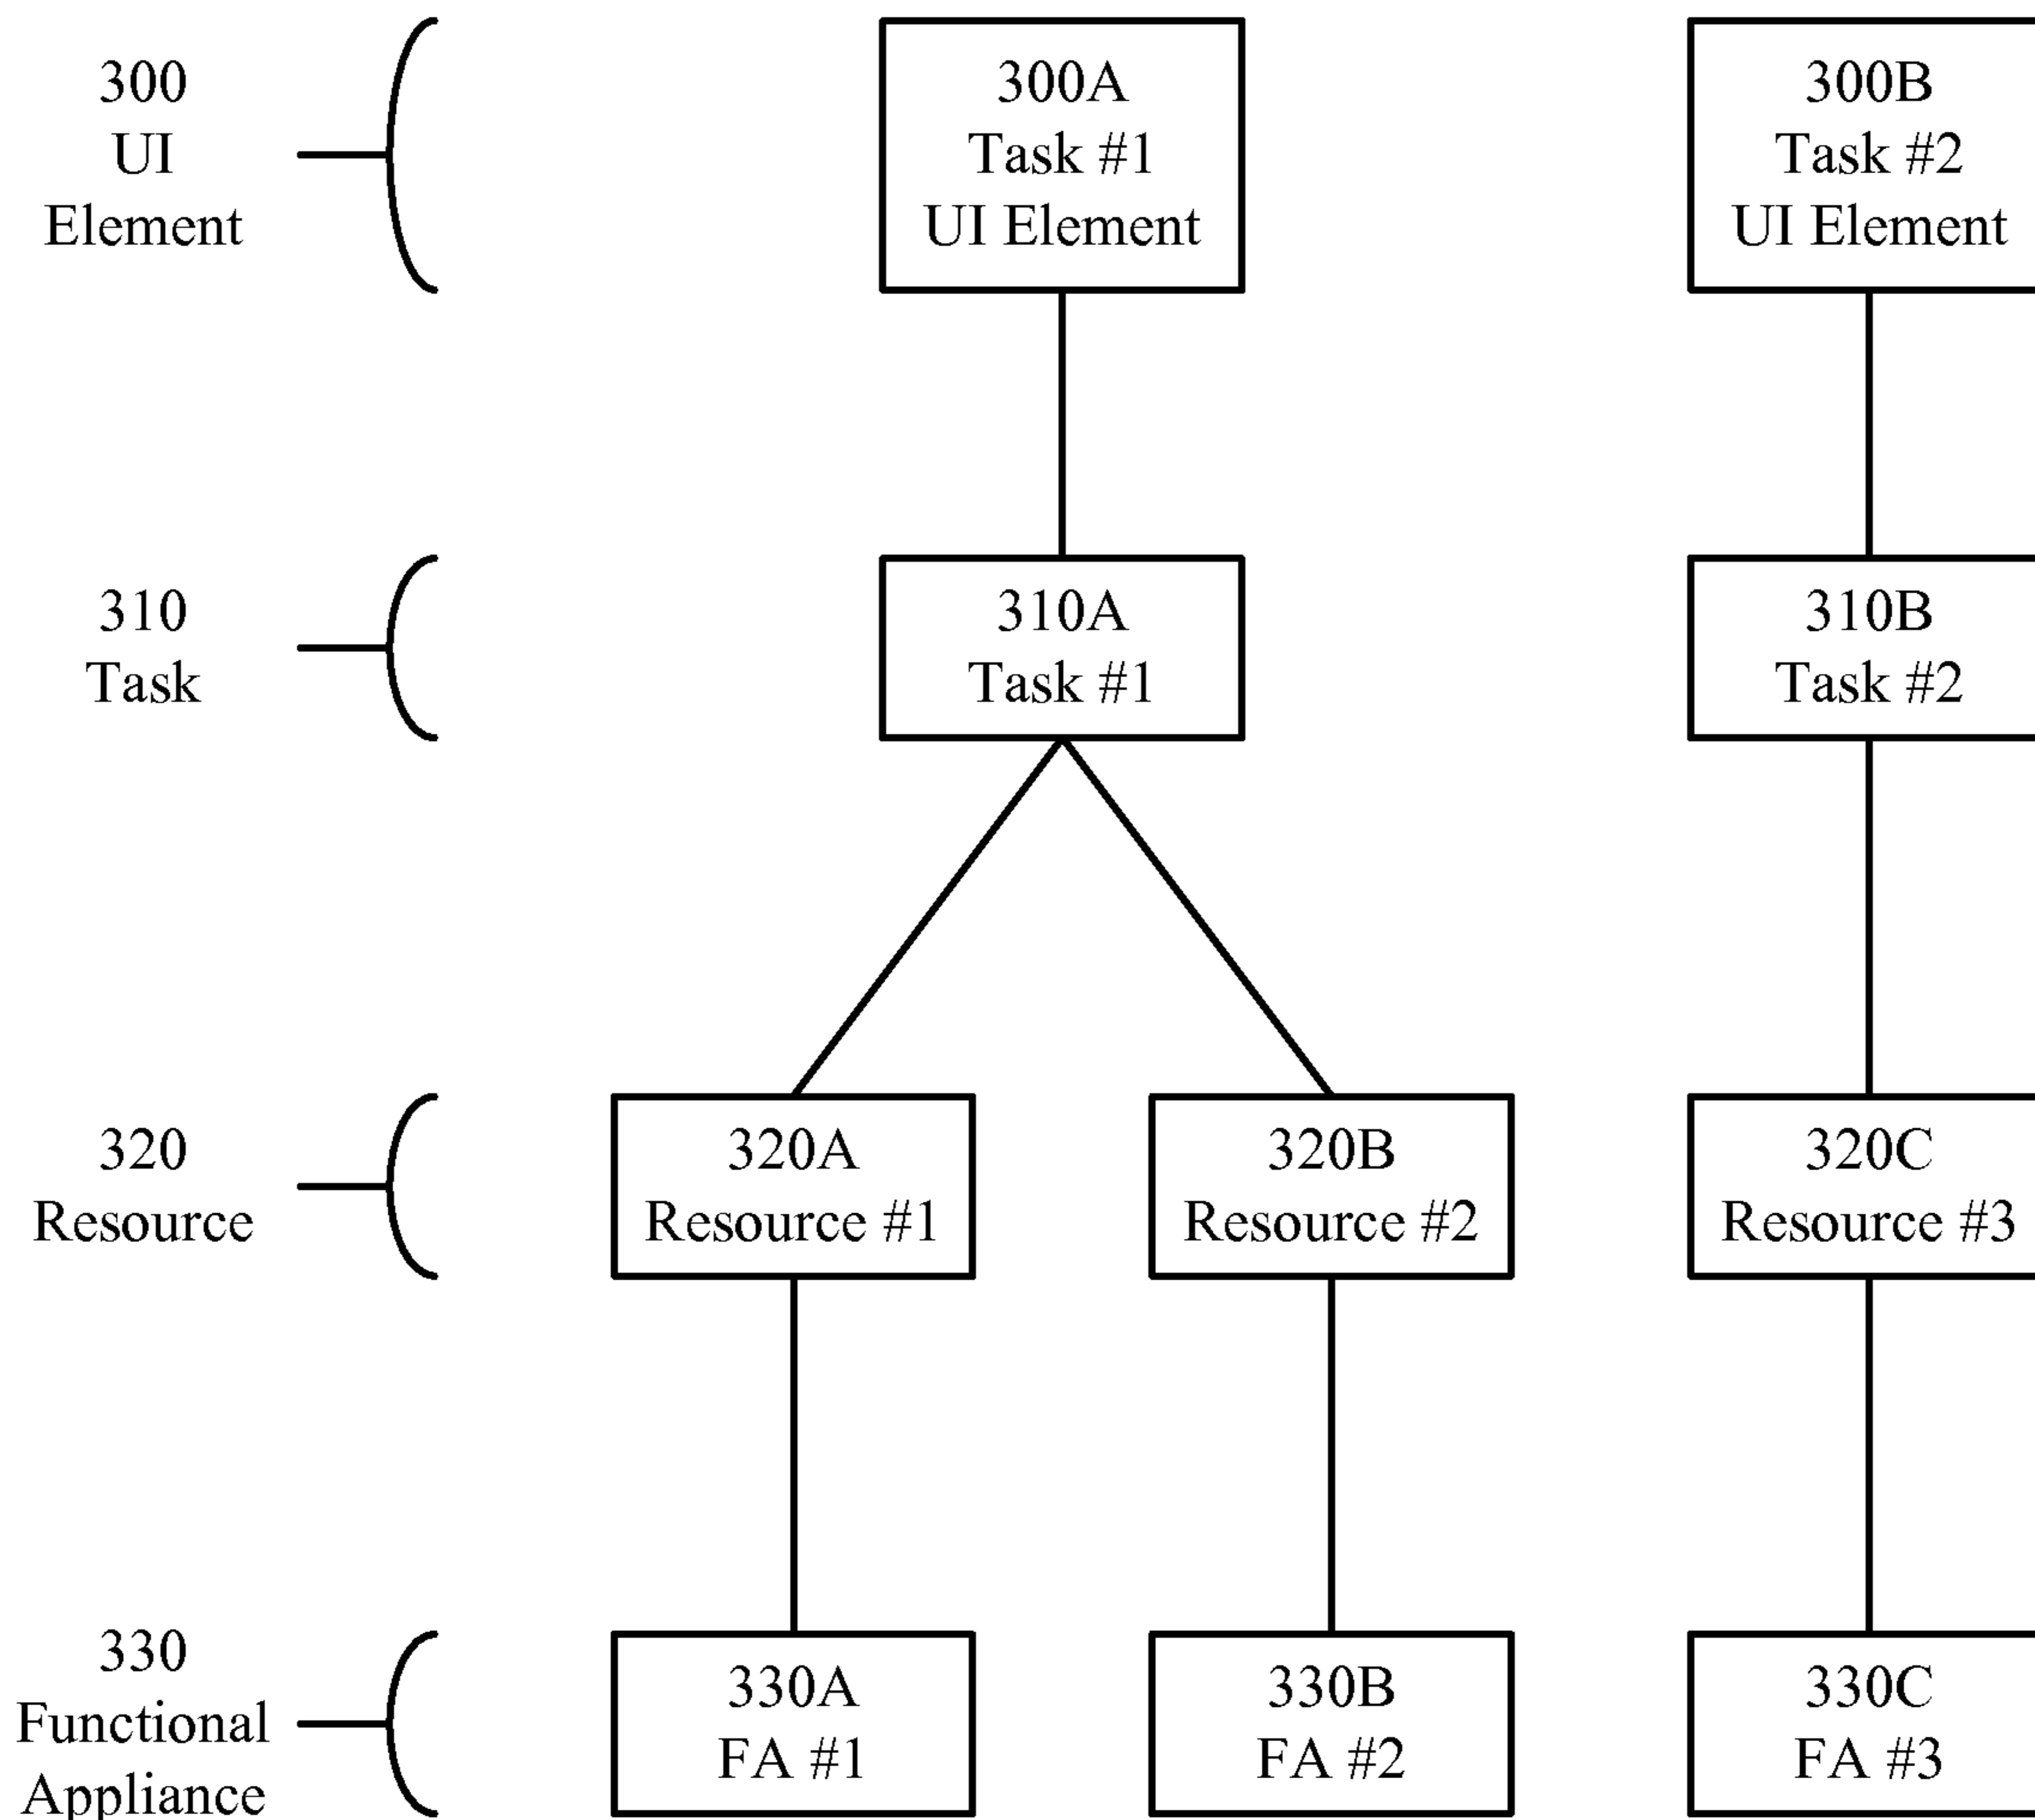 300
UI
Element
300A
Task #1
UI Element
300B
Task #2
UI Element
310
Task
310A
Task #1
310B
Task #2
320
Resource
320A
Resource #1
320B
Resource #2
320C
Resource #3
330
Functional
Appliance
330A
FA #1
330B
FA #2
330C
FA #3